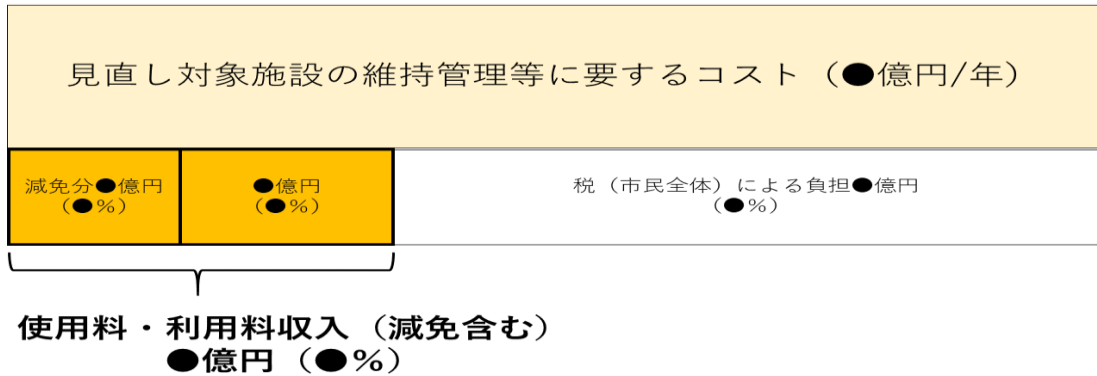 見直し対象施設の維持管理等に要するコスト（●億円/年）
減免分●億円
（●%）
●億円
（●%）
税（市民全体）による負担●億円
（●%）
使用料・利用料収入（減免含む）
●億円（●%）